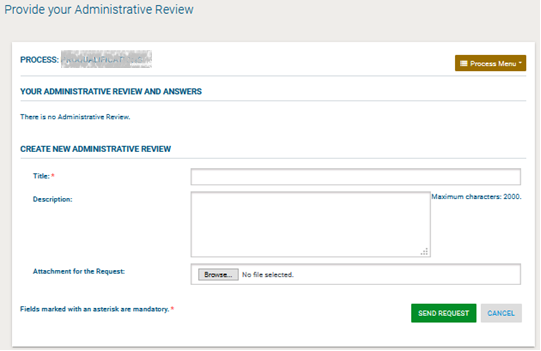 Provide your Administrative Review
PROCESS:
Process Menu
YOUR ADMINISTRATIVE REVIEW AND ANSWERS
There is no Administrative Review.
CREATE NEW ADMINISTRATIVE REVIEW
Title: *
Description:
Maximum characters: 2000.
Attachment for the Request:
Browse... No file selected.
Fields marked with an asterisk are mandatory. *
SEND REQUEST
CANCEL